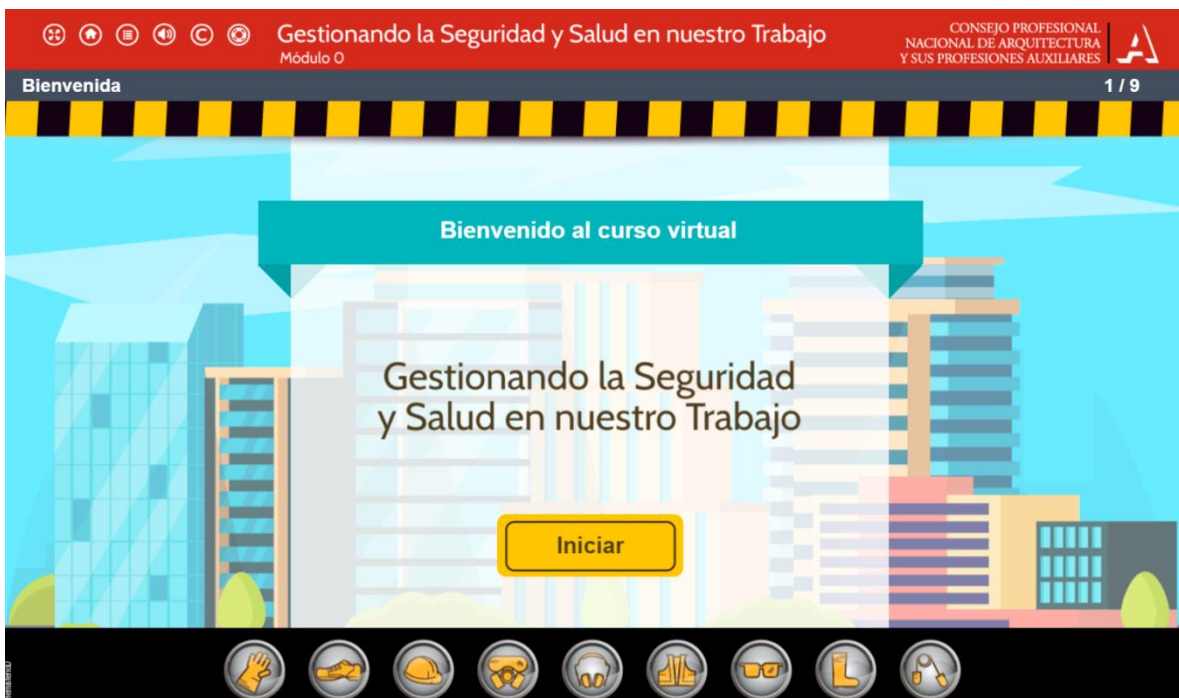 Gestionando la Seguridad y Salud en nuestro Trabajo
Módulo 0
CONSEJO PROFESIONAL
NACIONAL DE ARQUITECTURA
Y SUS PROFESIONES AUXILIARES
Bienvenida
1 / 9
Bienvenido al curso virtual
Gestionando la Seguridad
y Salud en nuestro Trabajo
Iniciar